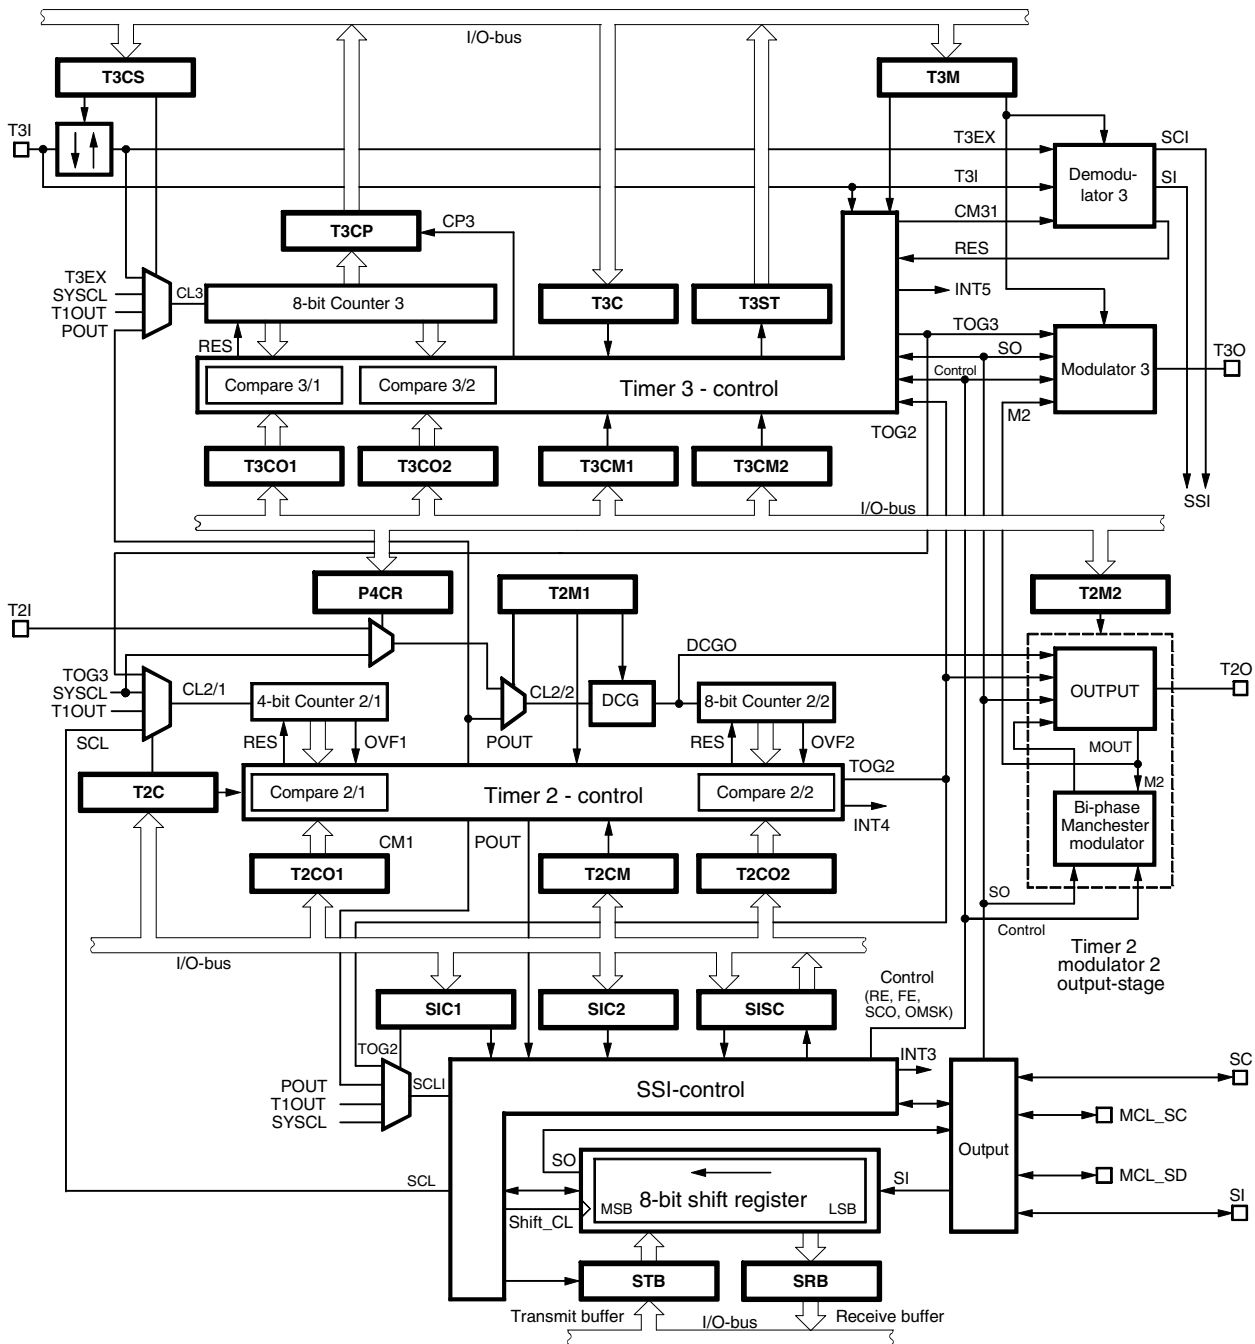 I/O-bus
T3CS
T3M
T3I
T3EX
SCI
Demodu-
lator 3
T3I
SI
T3CP
CP3
CM31
RES
T3EX
SYSCL
T1OUT
POUT
CL3
8-bit Counter 3
T3C
T3ST
INT5
RES
TOG3
SO
Control
M2
Modulator 3
T3O
Compare 3/1
Compare 3/2
Timer 3 - control
TOG2
T3CO1
T3CO2
T3CM1
T3CM2
SSI
I/O-bus
P4CR
T2M1
T2M2
T2I
DCGO
TOG3
SYSCL
T1OUT
SCL
CL2/1
4-bit Counter 2/1
CL2/2
DCG
8-bit Counter 2/2
OUTPUT
T2O
RES
OVF1
POUT
RES
OVF2
MOUT
TOG2
M2
T2C
Compare 2/1
Timer 2 - control
Compare 2/2
INT4
Bi-phase
Manchester
modulator
CM1
POUT
T2CO1
T2CM
T2CO2
SO
Control
I/O-bus
Timer 2
modulator 2
output-stage
Control
(RE, FE,
SCO, OMSK)
SIC1
SIC2
SISC
TOG2
INT3
POUT
T1OUT
SYSCL
SCLI
SSI-control
SC
MCL_SC
Output
SO
SI
MCL_SD
SCL
8-bit shift register
MSB
LSB
Shift_CL
SI
STB
SRB
Transmit buffer
I/O-bus
Receive buffer